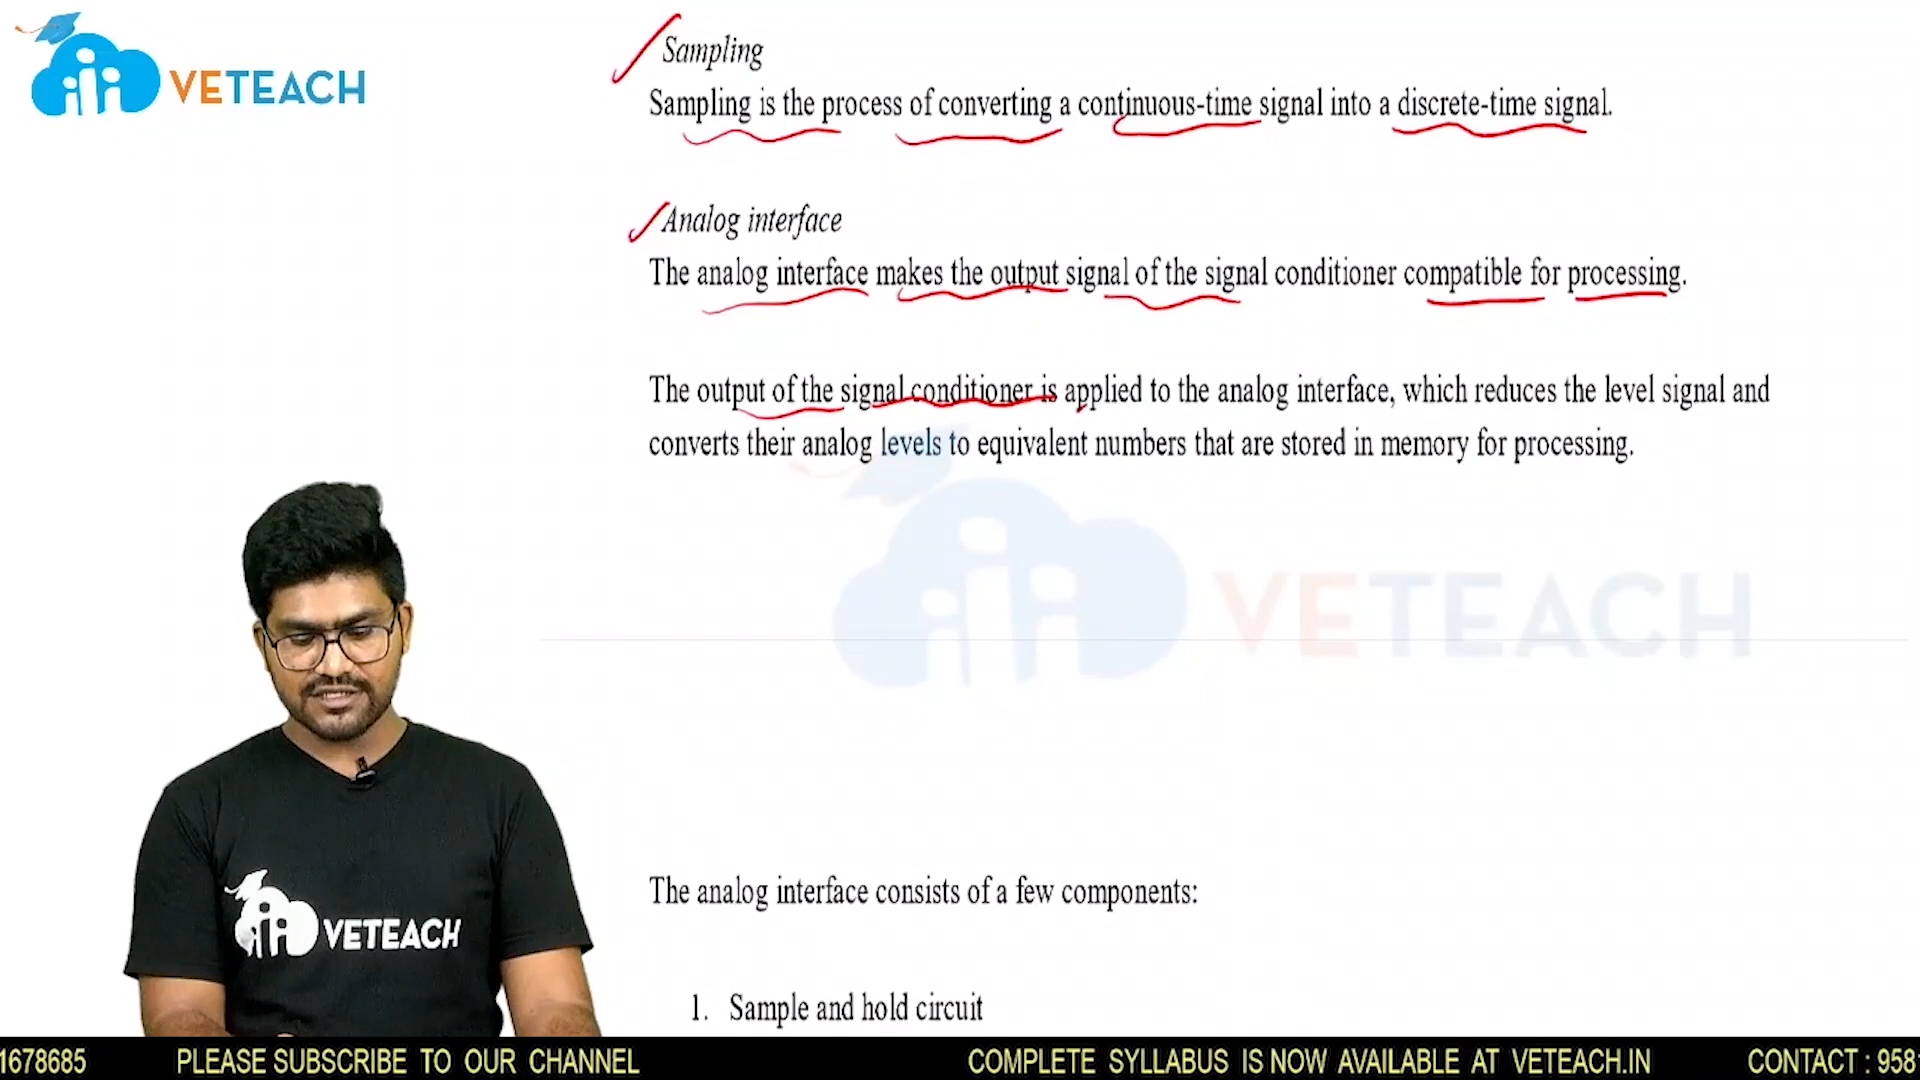 VETEACH
Sampling
Sampling is the process of converting a continuous-time signal into a discrete-time signal.
Analog interface
The analog interface makes the output signal of the signal conditioner compatible for processing.
The output of the signal conditioner is applied to the analog interface, which reduces the level signal and
converts their analog levels to equivalent numbers that are stored in memory for processing.
VETEACH
The analog interface consists of a few components:
VETEACH
1. Sample and hold circuit
1678685 PLEASE SUBSCRIBE TO OUR CHANNEL COMPLETE SYLLABUS IS NOW AVAILABLE AT VETEACH.IN CONTACT : 958